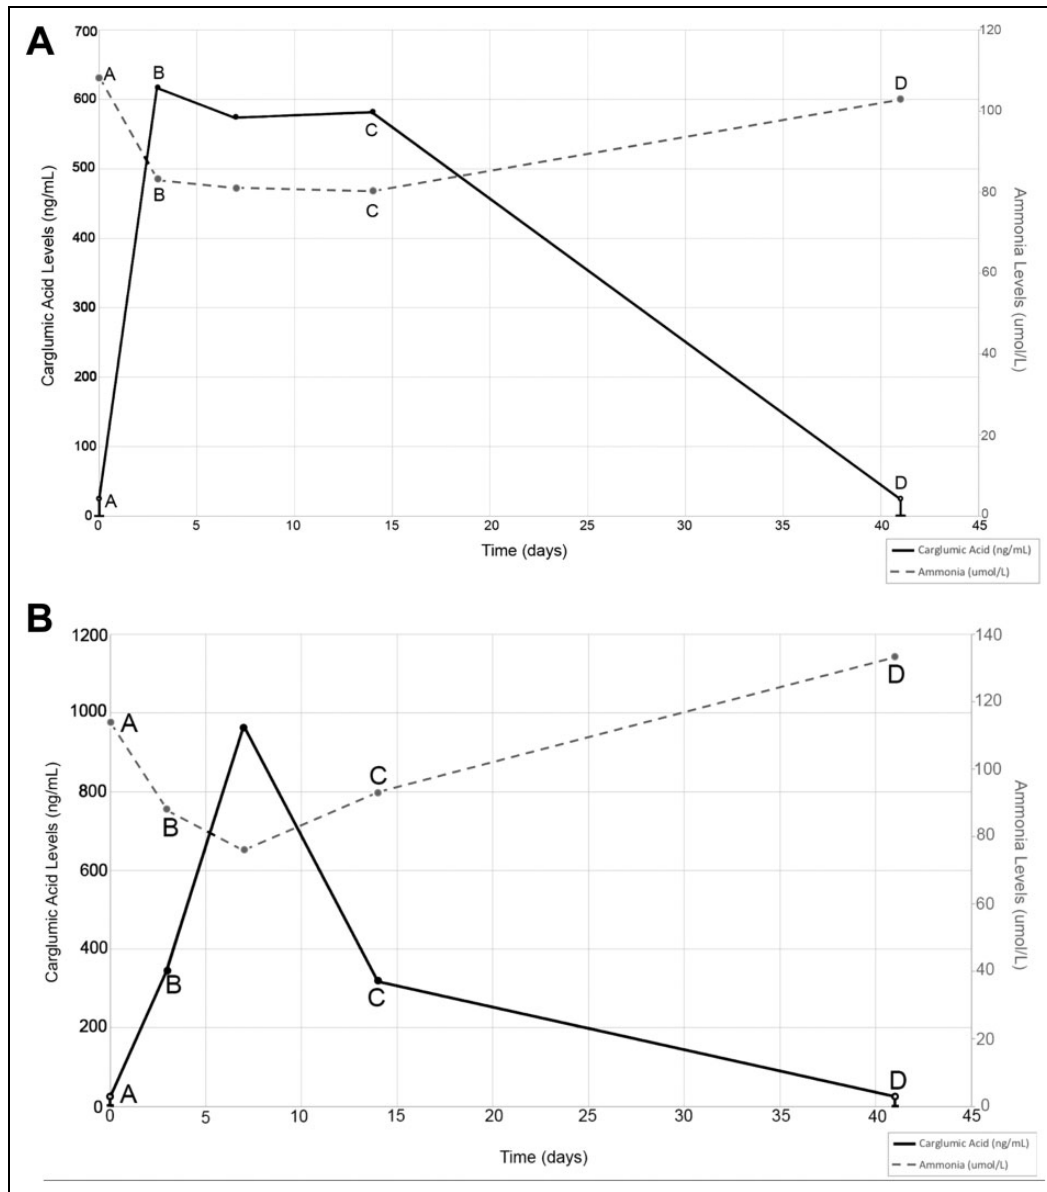 A
700
600
500
400
300
200
100
0
Carglumic Acid Levels (ng/mL)
120
100
80
60
40
20
0
Ammonia Levels (umol/L)
A
B
B
C
C
D
A
D
0 5 10 15 20 25 30 35 40 45
Time (days)
Carglumic Acid (ng/mL)
Ammonia (umol/L)
B
1200
1000
800
600
400
200
0
Carglumic Acid Levels (ng/mL)
140
120
100
80
60
40
20
0
Ammonia Levels (umol/L)
A
B
C
D
B
C
A
D
0 5 10 15 20 25 30 35 40 45
Time (days)
Carglumic Acid (ng/mL)
Ammonia (umol/L)